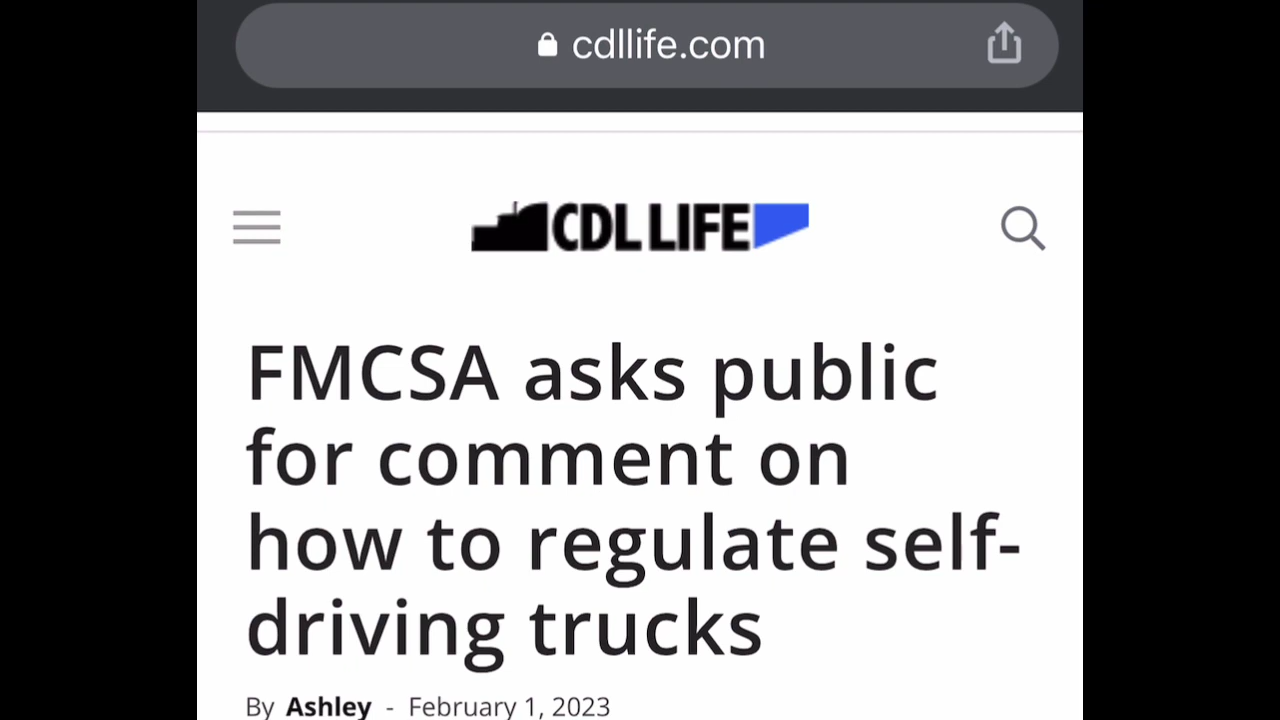 cdllife.com
CDL LIFE
FMCSA asks public
for comment on
how to regulate self-
driving trucks
By Ashley - February 1, 2023